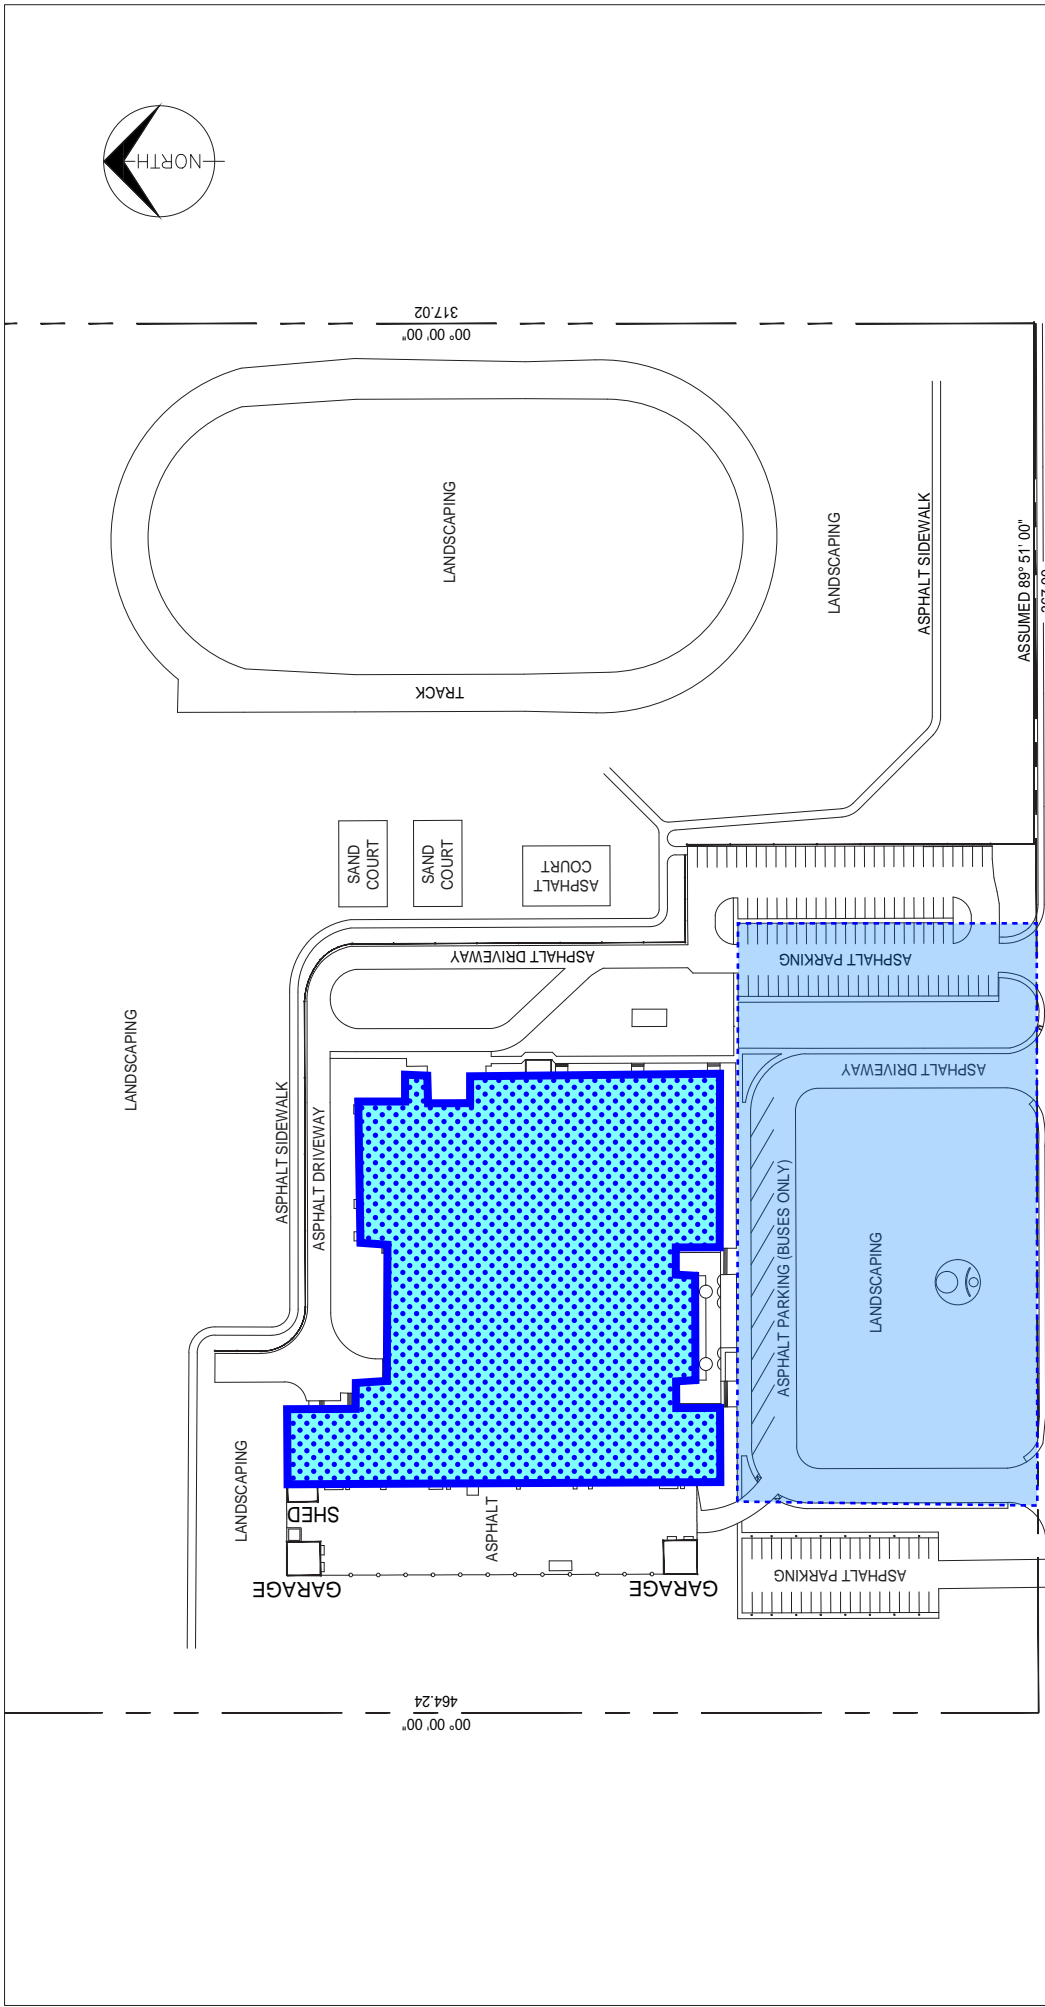 NORTH
317.02
00° 00' 00"
LANDSCAPING
TRACK
LANDSCAPING
ASPHALT SIDEWALK
ASSUMED 89° 51' 00"
SAND
COURT
SAND
COURT
ASPHALT
COURT
ASPHALT DRIVEWAY
ASPHALT PARKING
LANDSCAPING
ASPHALT SIDEWALK
ASPHALT DRIVEWAY
ASPHALT DRIVEWAY
ASPHALT PARKING (BUSES ONLY)
LANDSCAPING
LANDSCAPING
SHED
ASPHALT
GARAGE
GARAGE
ASPHALT PARKING
464.24
00° 00' 00"